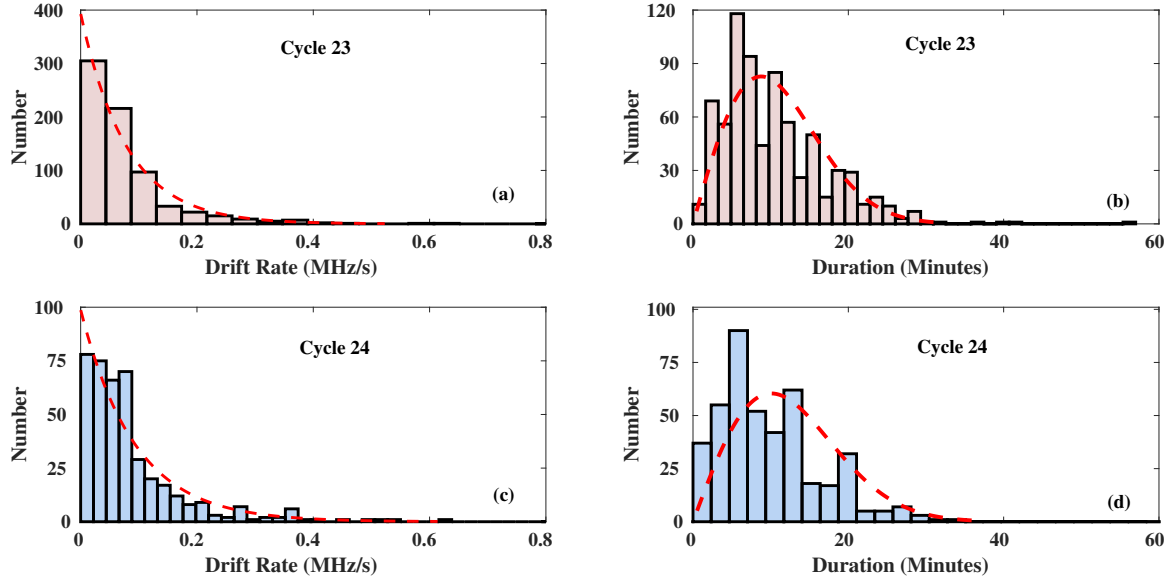 400
300
200
100
0
Number
Cycle 23
(a)
0 0.2 0.4 0.6 0.8
Drift Rate (MHz/s)
120
90
60
30
0
Number
Cycle 23
(b)
0 20 40 60
Duration (Minutes)
100
75
50
25
0
Number
Cycle 24
(c)
0 0.2 0.4 0.6 0.8
Drift Rate (MHz/s)
100
75
50
25
0
Number
Cycle 24
(d)
0 20 40 60
Duration (Minutes)